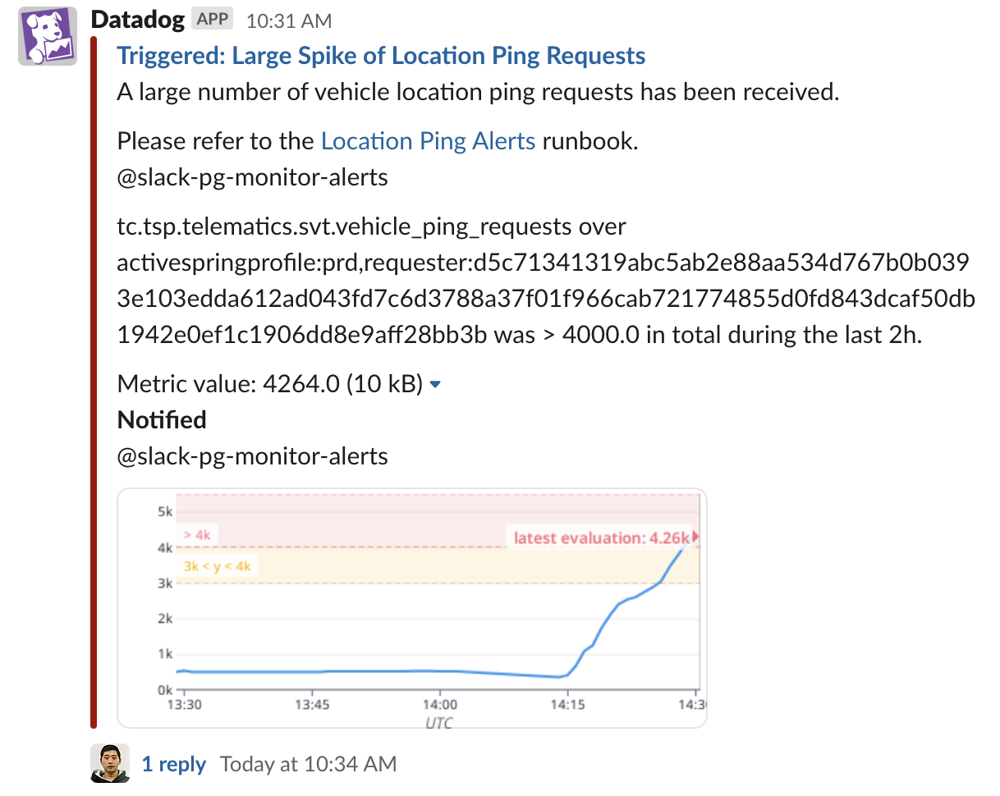 Datadog APP 10:31 AM
Triggered: Large Spike of Location Ping Requests
A large number of vehicle location ping requests has been received.
Please refer to the Location Ping Alerts runbook.
@slack-pg-monitor-alerts
tc.tsp.telematics.svt.vehicle_ping_requests over
activespringprofile:prd,requester:d5c71341319abc5ab2e88aa534d767b0b039
3e103edda612ad043fd7c6d3788a37f01f966cab721774855d0fd843dcaf50db
1942e0ef1c1906dd8e9aff28bb3b was > 4000.0 in total during the last 2h.
Metric value: 4264.0 (10 kB)
Notified
@slack-pg-monitor-alerts
5k
> 4k
latest evaluation: 4.26k
4k
3k < y < 4k
3k
2k
1k
0k
13:30 13:45 14:00 14:15 14:30
UTC
1 reply Today at 10:34 AM